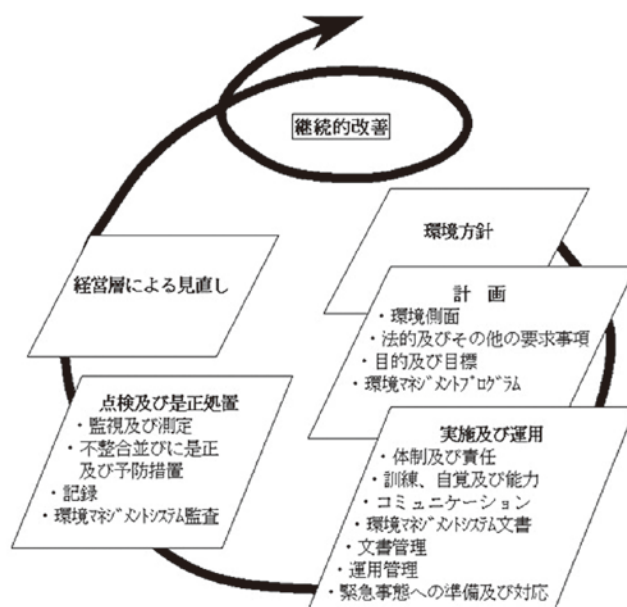 継続的改善
環境方針
計　画
・環境側面
・法的及びその他の要求事項
・目的及び目標
・環境マネジメントプログラム
実施及び運用
・体制及び責任
・訓練、自覚及び能力
・コミュニケーション
・環境マネジメントシステム文書
・文書管理
・運用管理
・緊急事態への準備及び対応
点検及び是正処置
・監視及び測定
・不整合並びに是正
及び予防措置
・記録
・環境マネジメントシステム監査
経営層による見直し